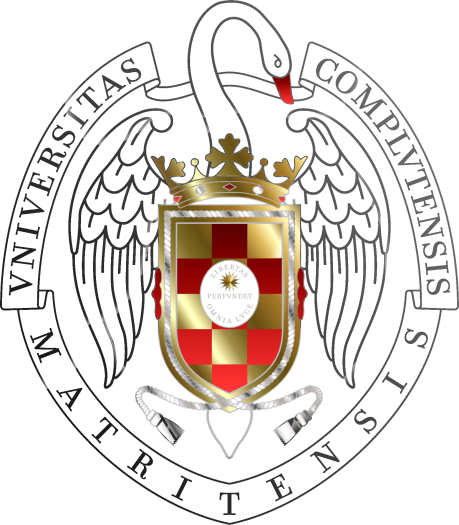 VNIVERSITAS
COMPLVTENSIS
MATRITENSIS
LIBERTAS
PERFVNDET
OMNIA LVCE